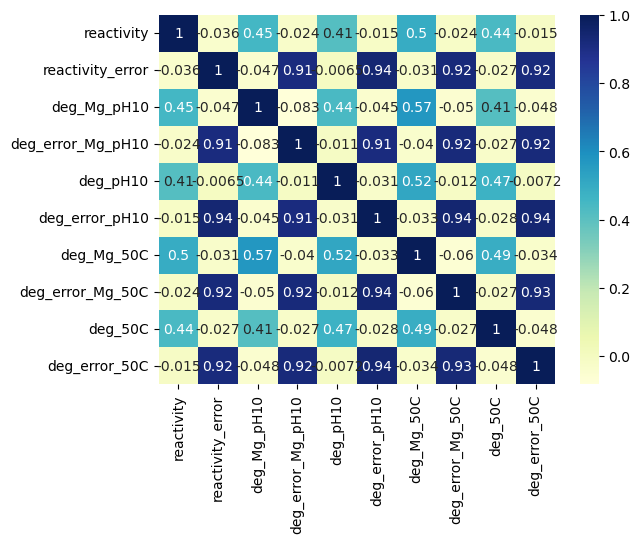 reactivity 1 -0.036 0.45 -0.024 0.41 -0.015 0.5 -0.024 0.44 -0.015
reactivity_error -0.036 1 -0.047 0.91 -0.0065 0.94 -0.031 0.92 -0.027 0.92
deg_Mg_pH10 0.45 -0.047 1 -0.083 0.44 -0.045 0.57 -0.05 0.41 -0.048
deg_error_Mg_pH10 -0.024 0.91 -0.083 1 -0.011 0.91 -0.04 0.92 -0.027 0.92
deg_pH10 0.41 -0.0065 0.44 -0.011 1 -0.031 0.52 -0.012 0.47 -0.0072
deg_error_pH10 -0.015 0.94 -0.045 0.91 -0.031 1 -0.033 0.94 -0.028 0.94
deg_Mg_50C 0.5 -0.031 0.57 -0.04 0.52 -0.033 1 -0.06 0.49 -0.034
deg_error_Mg_50C -0.024 0.92 -0.05 0.92 -0.012 0.94 -0.06 1 -0.027 0.93
deg_50C 0.44 -0.027 0.41 -0.027 0.47 -0.028 0.49 -0.027 1 -0.048
deg_error_50C -0.015 0.92 -0.048 0.92 -0.0072 0.94 -0.034 0.93 -0.048 1
reactivity
reactivity_error
deg_Mg_pH10
deg_error_Mg_pH10
deg_pH10
deg_error_pH10
deg_Mg_50C
deg_error_Mg_50C
deg_50C
deg_error_50C
1.0
0.8
0.6
0.4
0.2
0.0